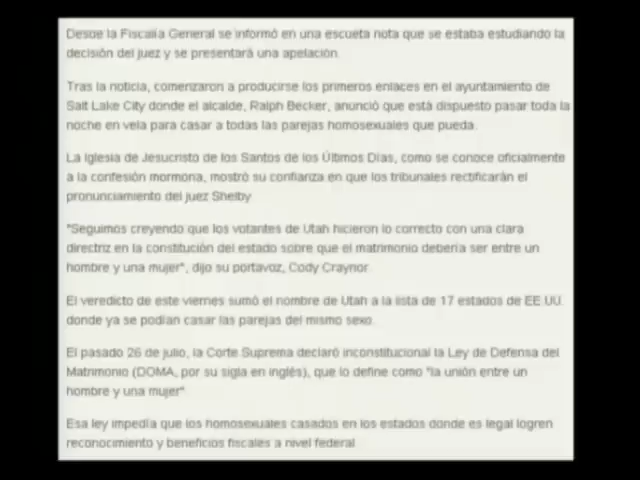 Desde la Fiscalía General se informó en una escueta nota que se estaba estudiando la
decisión del juez y se presentará una apelación.
Tras la noticia, comenzaron a producirse los primeros enlaces en el ayuntamiento de
Salt Lake City donde el alcalde, Ralph Becker, anunció que está dispuesto pasar toda la
noche en vela para casar a todas las parejas homosexuales que pueda.
La Iglesia de Jesucristo de los Santos de los Últimos Días, como se conoce oficialmente
a la confesión mormona, mostró su confianza en que los tribunales rectificarán el
pronunciamiento del juez Shelby
"Seguimos creyendo que los votantes de Utah hicieron lo correcto con una clara
directriz en la constitución del estado sobre que el matrimonio debería ser entre un
hombre y una mujer", dijo su portavoz, Cody Craynor.
El veredicto de este viernes sumó el nombre de Utah a la lista de 17 estados de EE.UU.
donde ya se podían casar las parejas del mismo sexo.
El pasado 26 de julio, la Corte Suprema declaró inconstitucional la Ley de Defensa del
Matrimonio (DOMA, por su sigla en inglés), que lo define como "la unión entre un
hombre y una mujer"
Esa ley impedía que los homosexuales casados en los estados donde es legal logren
reconocimiento y beneficios fiscales a nivel federal.